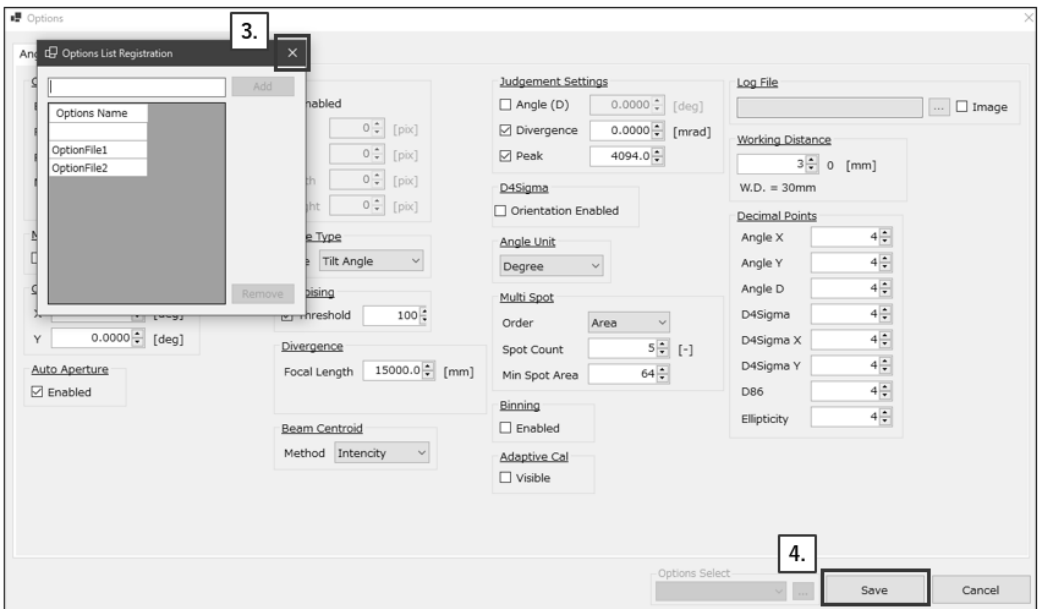 Options
3.
An
Options List Registration
Add
Options Name
OptionFile1
OptionFile2
Remove
nabled
0 [pix]
0 [pix]
th 0 [pix]
ght 0 [pix]
e Type
e Tilt Angle
oising
Threshold 100
Y 0.0000 [deg]
Auto Aperture
Enabled
Divergence
Focal Length 15000.0 [mm]
Beam Centroid
Method Intencity
Judgement Settings
Angle (D) 0.0000 [deg]
Divergence 0.0000 [mrad]
Peak 4094.0
D4Sigma
Orientation Enabled
Angle Unit
Degree
Multi Spot
Order Area
Spot Count 5 [-]
Min Spot Area 64
Binning
Enabled
Adaptive Cal
Visible
Log File
... Image
Working Distance
3 0 [mm]
W.D. = 30mm
Decimal Points
Angle X 4
Angle Y 4
Angle D 4
D4Sigma 4
D4Sigma X 4
D4Sigma Y 4
D86 4
Ellipticity 4
4.
Options Select
...
Save
Cancel